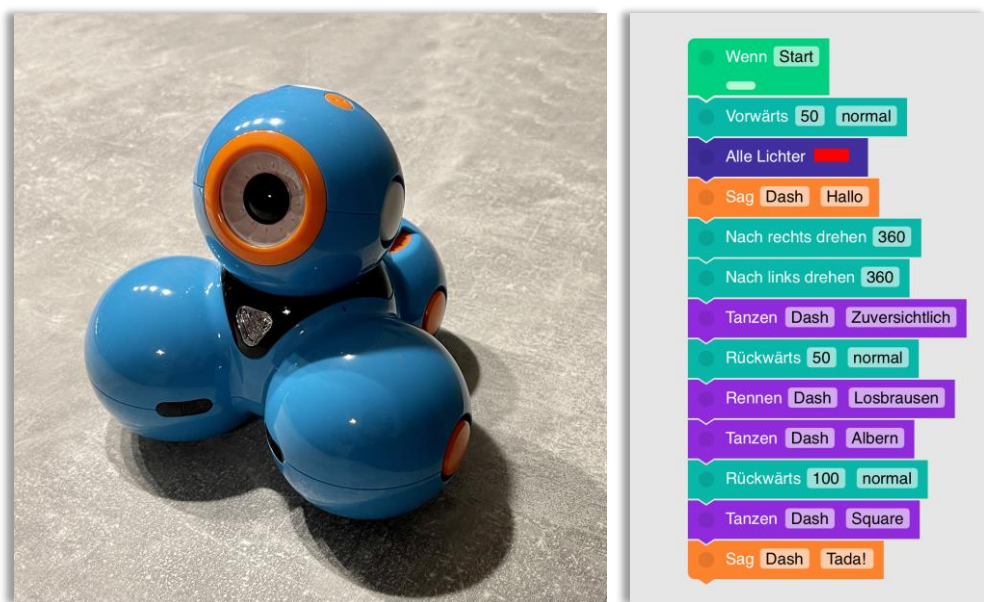 Wenn Start
Vorwärts 50 normal
Alle Lichter
Sag Dash Hallo
Nach rechts drehen 360
Nach links drehen 360
Tanzen Dash Zuversichtlich
Rückwärts 50 normal
Rennen Dash Losbrausen
Tanzen Dash Albern
Rückwärts 100 normal
Tanzen Dash Square
Sag Dash Tada!